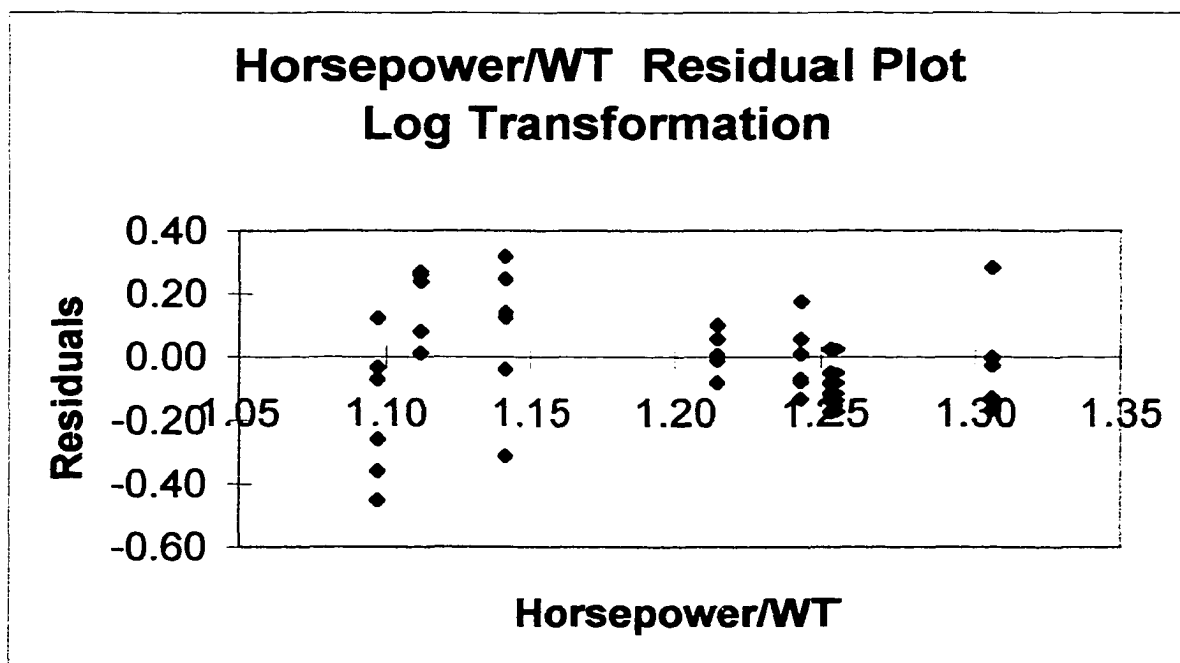 Horsepower/WT Residual Plot
Log Transformation
0.40
0.20
0.00
-0.20
-0.40
-0.60
Residuals
1.05 1.10 1.15 1.20 1.25 1.30 1.35
Horsepower/WT